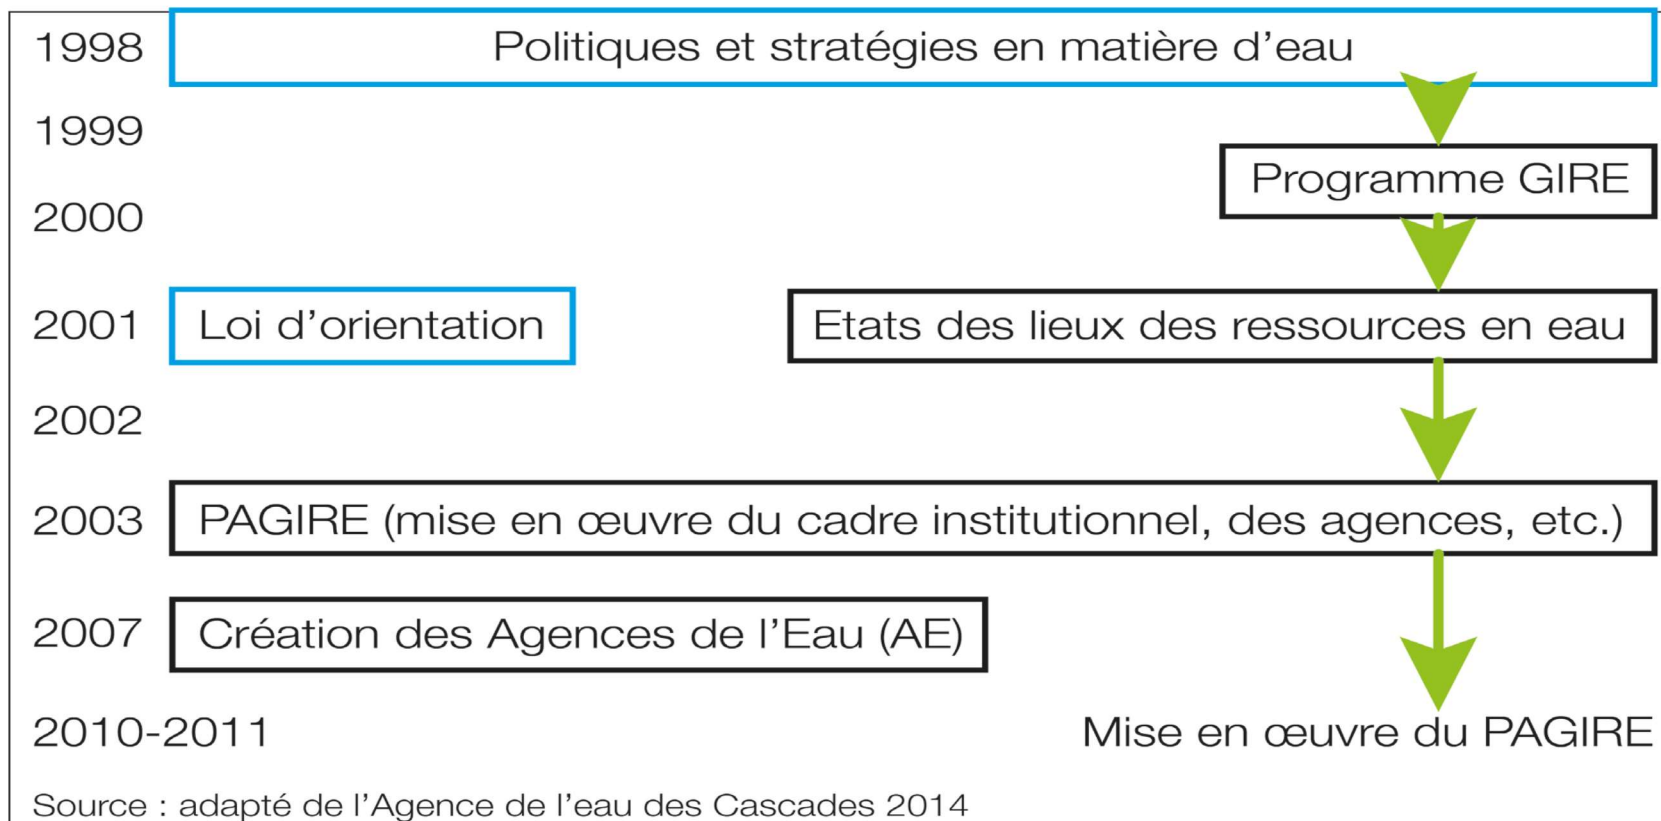 1998 Politiques et stratégies en matière d'eau
1999
Programme GIRE
2000
2001 Loi d'orientation Etats des lieux des ressources en eau
2002
2003 PAGIRE (mise en œuvre du cadre institutionnel, des agences, etc.)
2007 Création des Agences de l'Eau (AE)
2010-2011 Mise en œuvre du PAGIRE
Source : adapté de l'Agence de l'eau des Cascades 2014